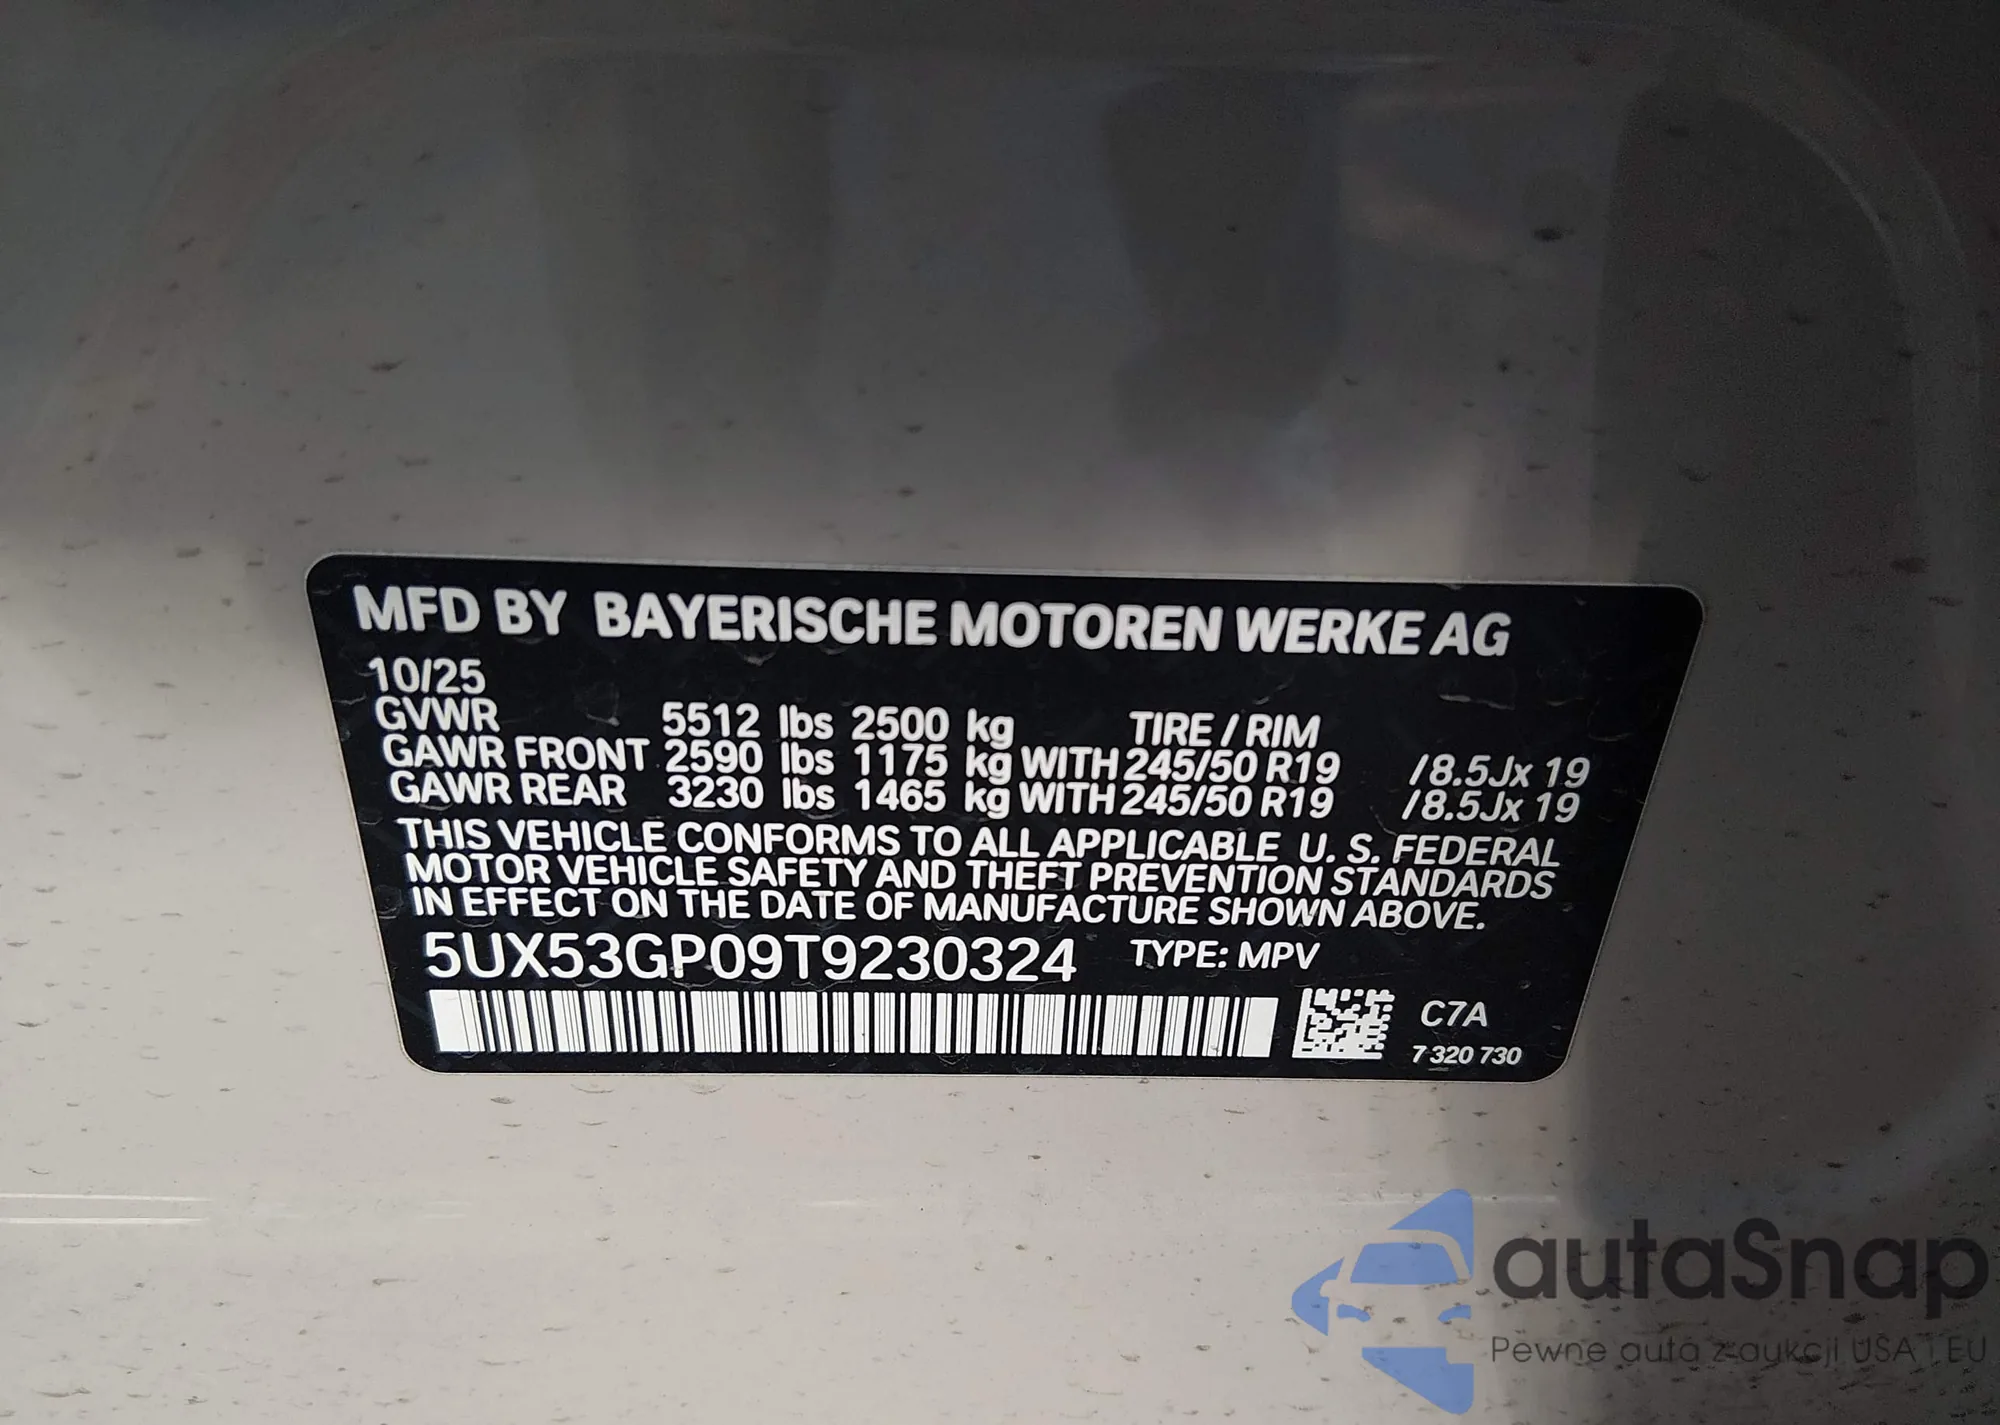 MFD BY BAYERISCHE MOTOREN WERKE AG
10/25
GVWR 5512 lbs 2500 kg TIRE / RIM
GAWR FRONT 2590 lbs 1175 kg WITH 245/50 R19 /8.5Jx 19
GAWR REAR 3230 lbs 1465 kg WITH 245/50 R19 /8.5Jx 19
THIS VEHICLE CONFORMS TO ALL APPLICABLE U. S. FEDERAL
MOTOR VEHICLE SAFETY AND THEFT PREVENTION STANDARDS
IN EFFECT ON THE DATE OF MANUFACTURE SHOWN ABOVE.
5UX53GP09T9230324 TYPE: MPV
C7A
7 320 730
autaSnap
Pewne auta z aukcji USA i EU